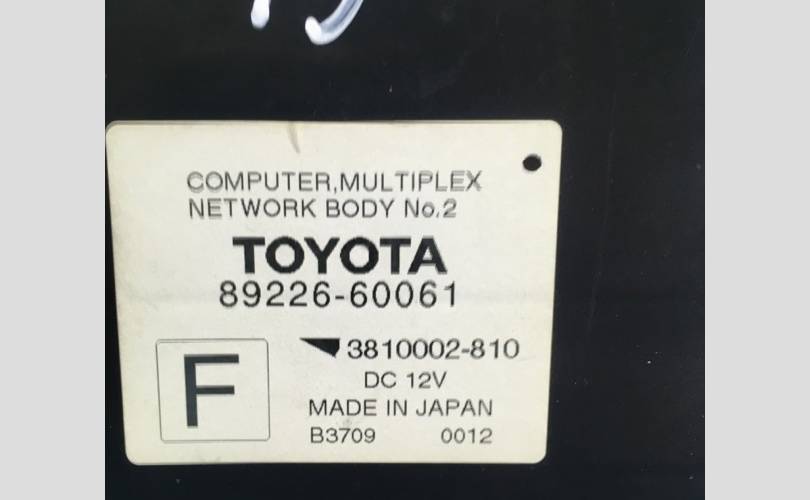 COMPUTER,MULTIPLEX
NETWORK BODY No.2
TOYOTA
89226-60061
3810002-810
F
DC 12V
MADE IN JAPAN
B3709 0012